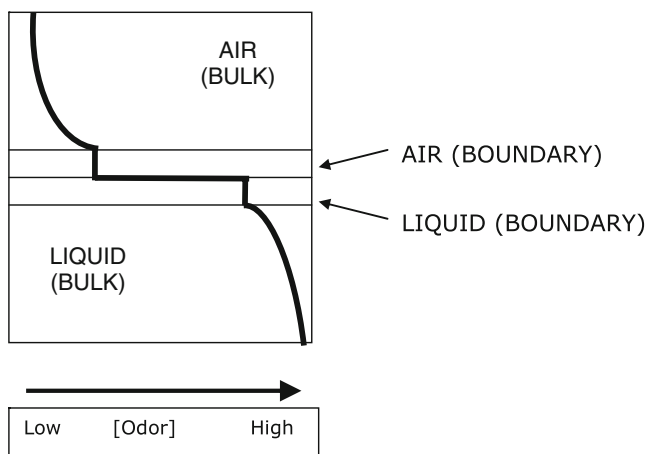 AIR
(BULK)
AIR (BOUNDARY)
LIQUID (BOUNDARY)
LIQUID
(BULK)
Low [Odor] High